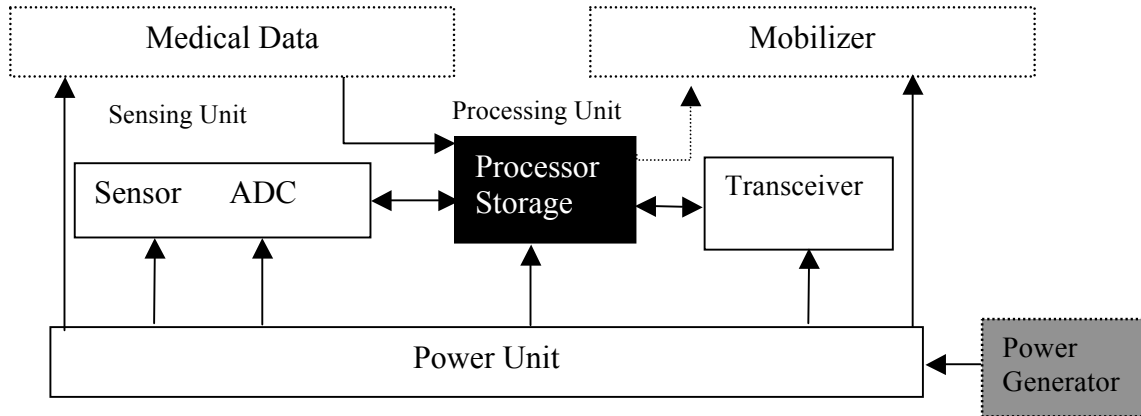 Medical Data
Mobilizer
Sensing Unit
Processing Unit
Sensor ADC
Processor
Storage
Transceiver
Power Unit
Power
Generator